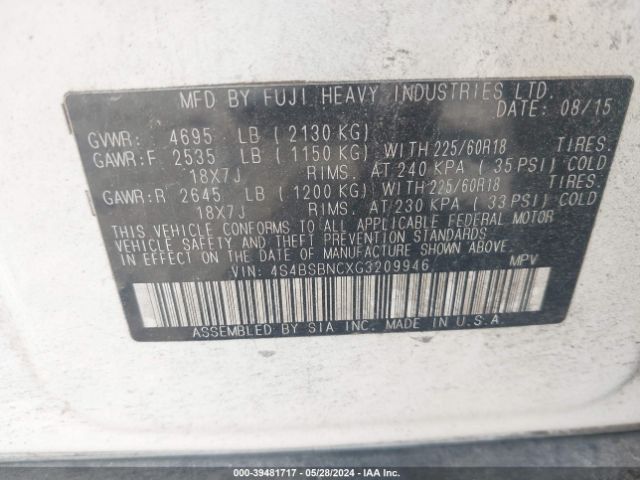 MFD BY FUJI HEAVY INDUSTRIES LTD.
DATE: 08/15
GVWR: 4695 LB (2130 KG)
GAWR:F 2535 LB (1150 KG) WITH 225/60R18 TIRES.
18X7J RIMS. AT 240 KPA ( 35 PSI) COLD
GAWR:R 2645 LB (1200 KG) WITH 225/60R18 TIRES.
18X7J RIMS. AT 230 KPA ( 33 PSI) COLD
THIS VEHICLE CONFORMS TO ALL APPLICABLE FEDERAL MOTOR
VEHICLE SAFETY AND THEFT PREVENTION STANDARDS
IN EFFECT ON THE DATE OF MANUFACTURE SHOWN ABOVE.
VIN: 4S4BSBNCXG3209946 MPV
ASSEMBLED BY SIA INC. MADE IN U.S.A.
000-39481717 - 05/28/2024 - IAA Inc.